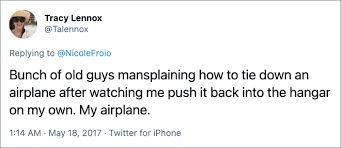 Tracy Lennox
@Talennox
Replying to @NicoleFroio
Bunch of old guys mansplaining how to tie down an
airplane after watching me push it back into the hangar
on my own. My airplane.
1:14 AM · May 18, 2017 · Twitter for iPhone